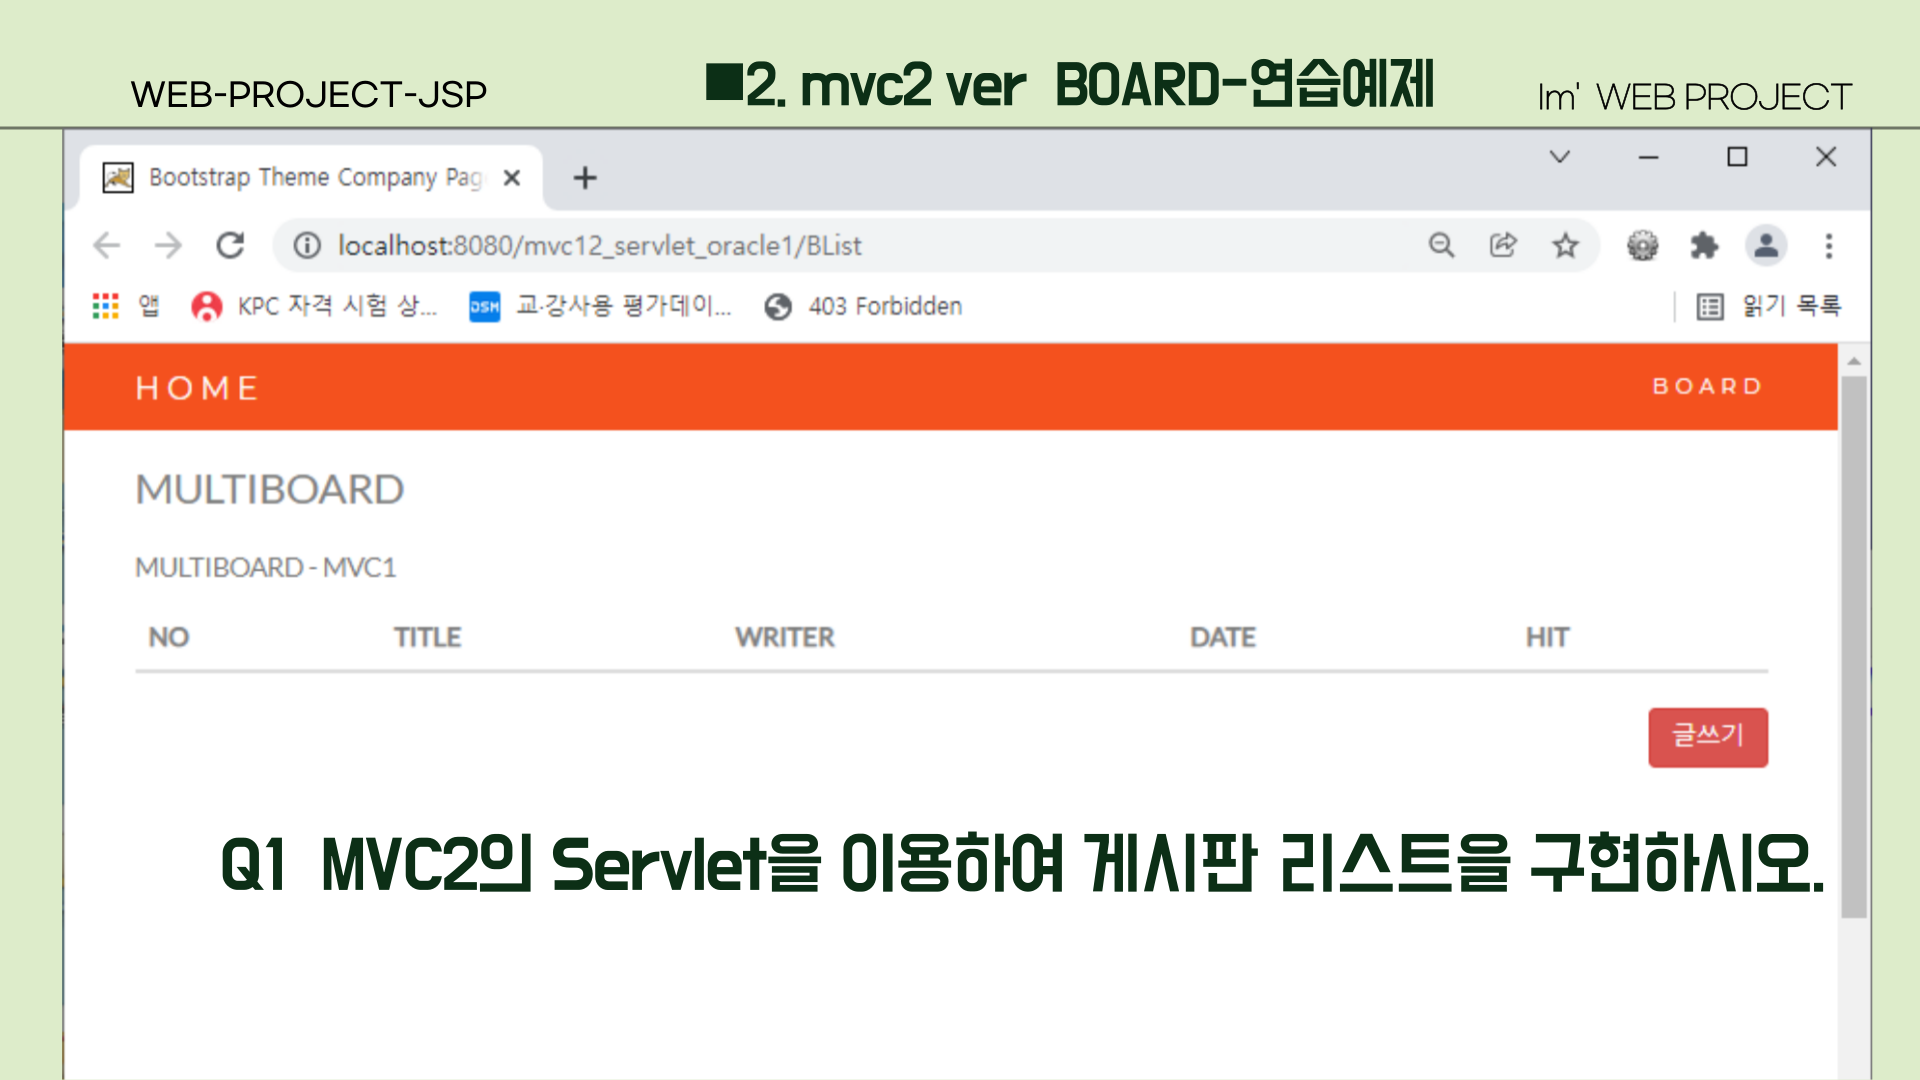 WEB-PROJECT-JSP
■2. mvc2 ver BOARD-연습예제
Im' WEB PROJECT
Bootstrap Theme Company Pag
localhost:8080/mvc12_servlet_oracle1/BList
앱
KPC 자격 시험 상...
DSM
교·강사용 평가데이...
403 Forbidden
읽기 목록
HOME
BOARD
MULTIBOARD
MULTIBOARD - MVC1
NO TITLE WRITER DATE HIT
글쓰기
Q1 MVC2의 Servlet을 이용하여 게시판 리스트을 구현하시오.